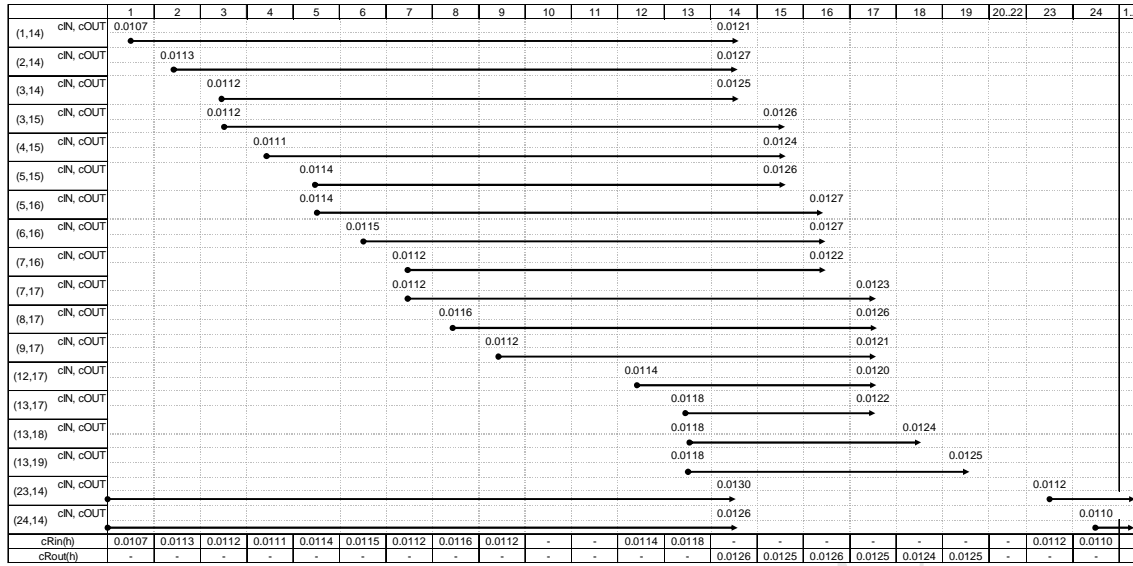 1 2 3 4 5 6 7 8 9 10 11 12 13 14 15 16 17 18 19 20..22 23 24 1..
(1,14) cIN, cOUT 0.0107 0.0121
(2,14) cIN, cOUT 0.0113 0.0127
(3,14) cIN, cOUT 0.0112 0.0125
(3,15) cIN, cOUT 0.0112 0.0126
(4,15) cIN, cOUT 0.0111 0.0124
(5,15) cIN, cOUT 0.0114 0.0126
(5,16) cIN, cOUT 0.0114 0.0127
(6,16) cIN, cOUT 0.0115 0.0127
(7,16) cIN, cOUT 0.0112 0.0122
(7,17) cIN, cOUT 0.0112 0.0123
(8,17) cIN, cOUT 0.0116 0.0126
(9,17) cIN, cOUT 0.0112 0.0121
(12,17) cIN, cOUT 0.0114 0.0120
(13,17) cIN, cOUT 0.0118 0.0122
(13,18) cIN, cOUT 0.0118 0.0124
(13,19) cIN, cOUT 0.0118 0.0125
(23,14) cIN, cOUT 0.0130 0.0112
(24,14) cIN, cOUT 0.0126 0.0110
cRin(h) 0.0107 0.0113 0.0112 0.0111 0.0114 0.0115 0.0112 0.0116 0.0112 - - 0.0114 0.0118 - - - - - - - 0.0112 0.0110
cRout(h) - - - - - - - - - - - - - 0.0126 0.0125 0.0126 0.0125 0.0124 0.0125 - - -